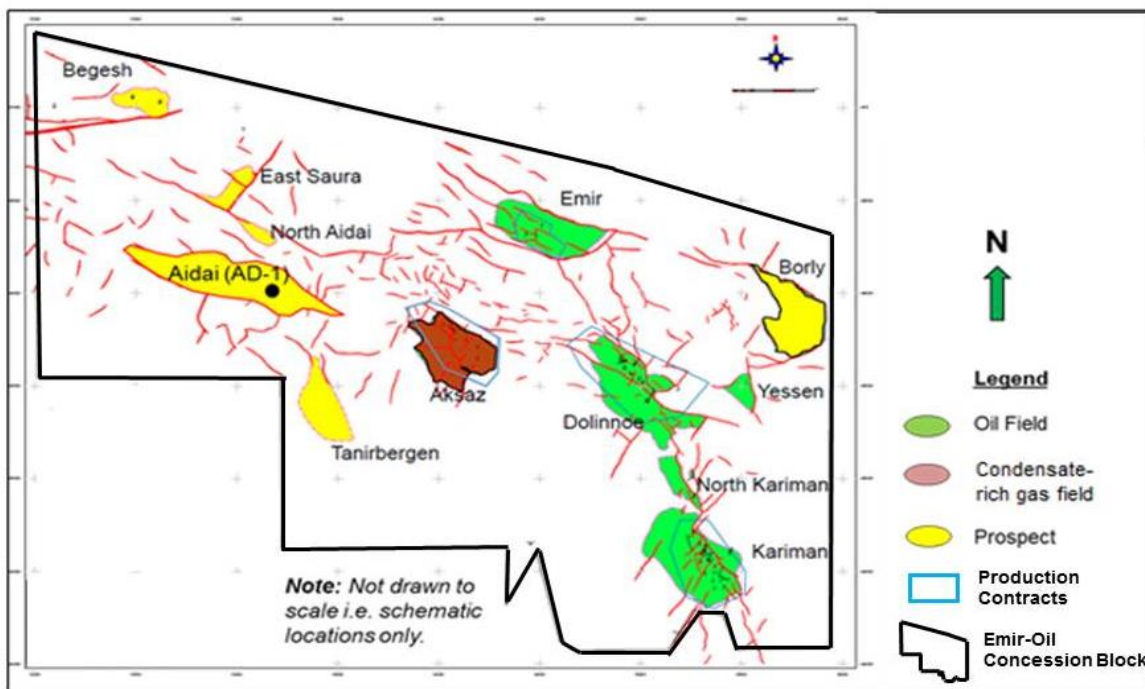 Begesh
East Saura
Emir
North Aidai
Aidai (AD-1)
Borly
Aksaz
Yessen
Dolinnoe
Tanirbergen
North Kariman
Kariman
Note: Not drawn to
scale i.e. schematic
locations only.
N
Legend
Oil Field
Condensate-
rich gas field
Prospect
Production
Contracts
Emir-Oil
Concession Block